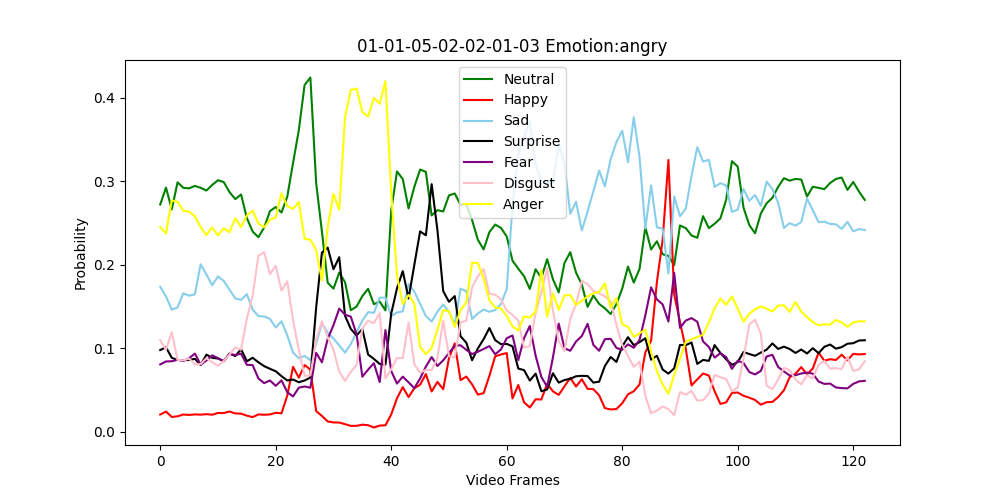 01-01-05-02-02-01-03 Emotion:angry
Neutral
Happy
Sad
Surprise
Fear
Disgust
Anger
Probability
0.4
0.3
0.2
0.1
0.0
0 20 40 60 80 100 120
Video Frames